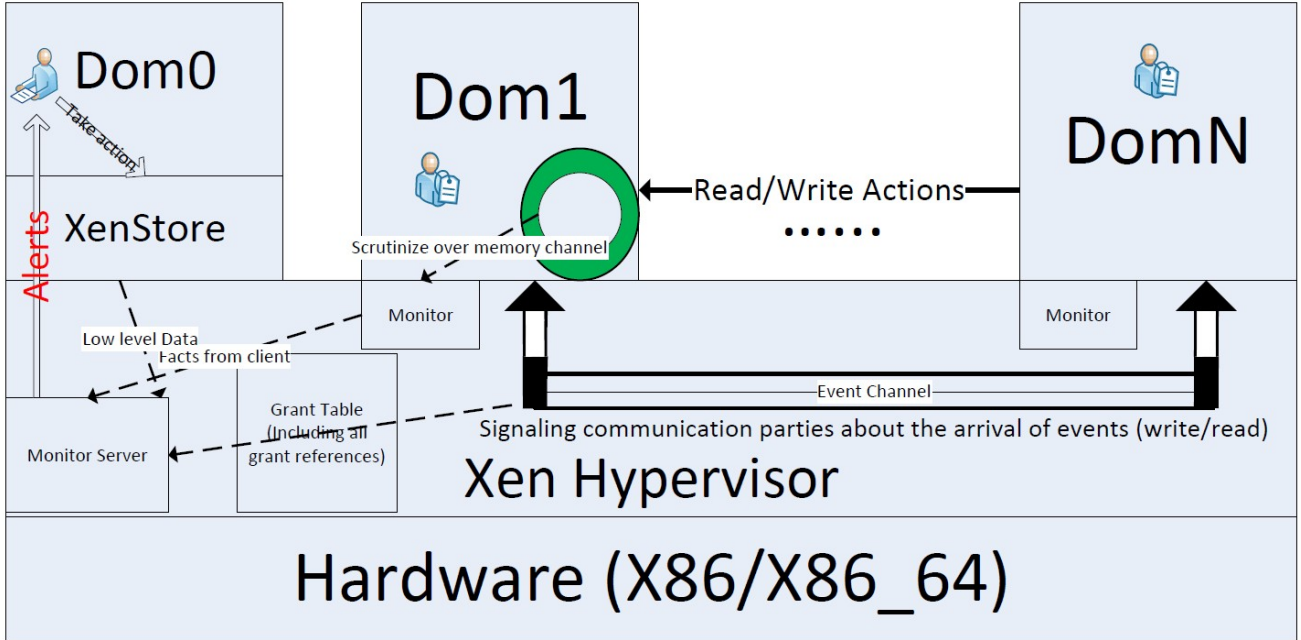 Dom0
Take action
XenStore
Alerts
Dom1
DomN
Read/Write Actions
......
Scrutinize over memory channel
Monitor
Monitor
Low level Data
Facts from client
Event Channel
Grant Table
(Including all
grant references)
Monitor Server
Signaling communication parties about the arrival of events (write/read)
Xen Hypervisor
Hardware (X86/X86_64)